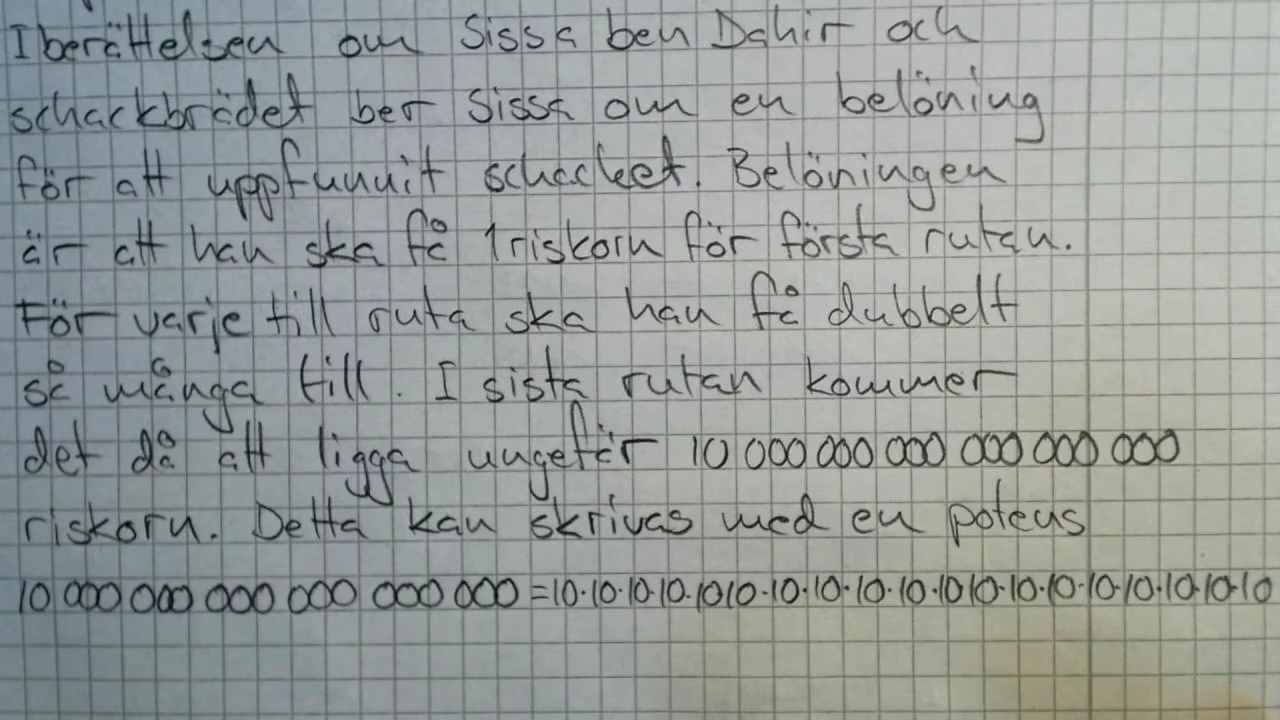 I berättelsen om Sissa ben Dahir och
schackbrädet ber Sissa om en belöning
för att uppfunnit schacket. Belöningen
är att han ska få 1 riskorn för första rutan.
För varje till ruta ska han få dubbelt
så många till. I sista rutan kommer
det då att ligga ungefär 10 000 000 000 000 000 000
riskorn. Detta kan skrivas med en potens
10 000 000 000 000 000 000 =10·10·10·10·10·10·10·10·10·10·10·10·10·10·10·10·10·10·10